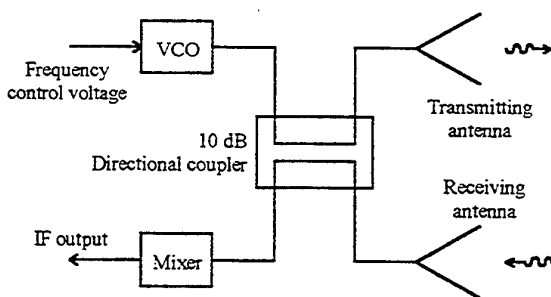 VCO
Frequency
control voltage
Transmitting
antenna
10 dB
Directional coupler
Receiving
antenna
IF output
Mixer